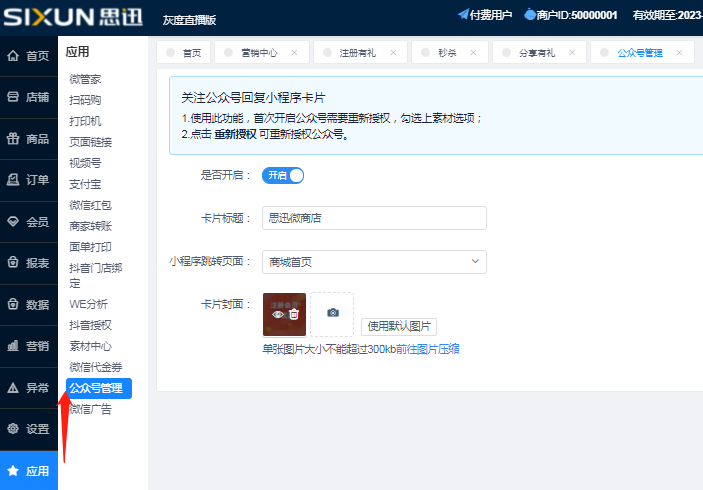 SIXUN思迅 灰度直播版 付费用户 商户ID:50000001 有效期至:2023-
首页
店铺
商品
订单
会员
报表
数据
营销
异常
设置
应用
应用
微管家
扫码购
打印机
页面链接
视频号
支付宝
微信红包
商家转账
面单打印
抖音门店绑
定
WE分析
抖音授权
素材中心
微信代金券
公众号管理
微信广告
首页 营销中心 × 注册有礼 × 秒杀 × 分享有礼 × 公众号管理 ×
关注公众号回复小程序卡片
1.使用此功能，首次开启公众号需要重新授权，勾选上素材选项；
2.点击 重新授权 可重新授权公众号。
是否开启： 开启
卡片标题： 思迅微商店
小程序跳转页面： 商城首页
卡片封面： 使用默认图片
单张图片大小不能超过300kb前往图片压缩